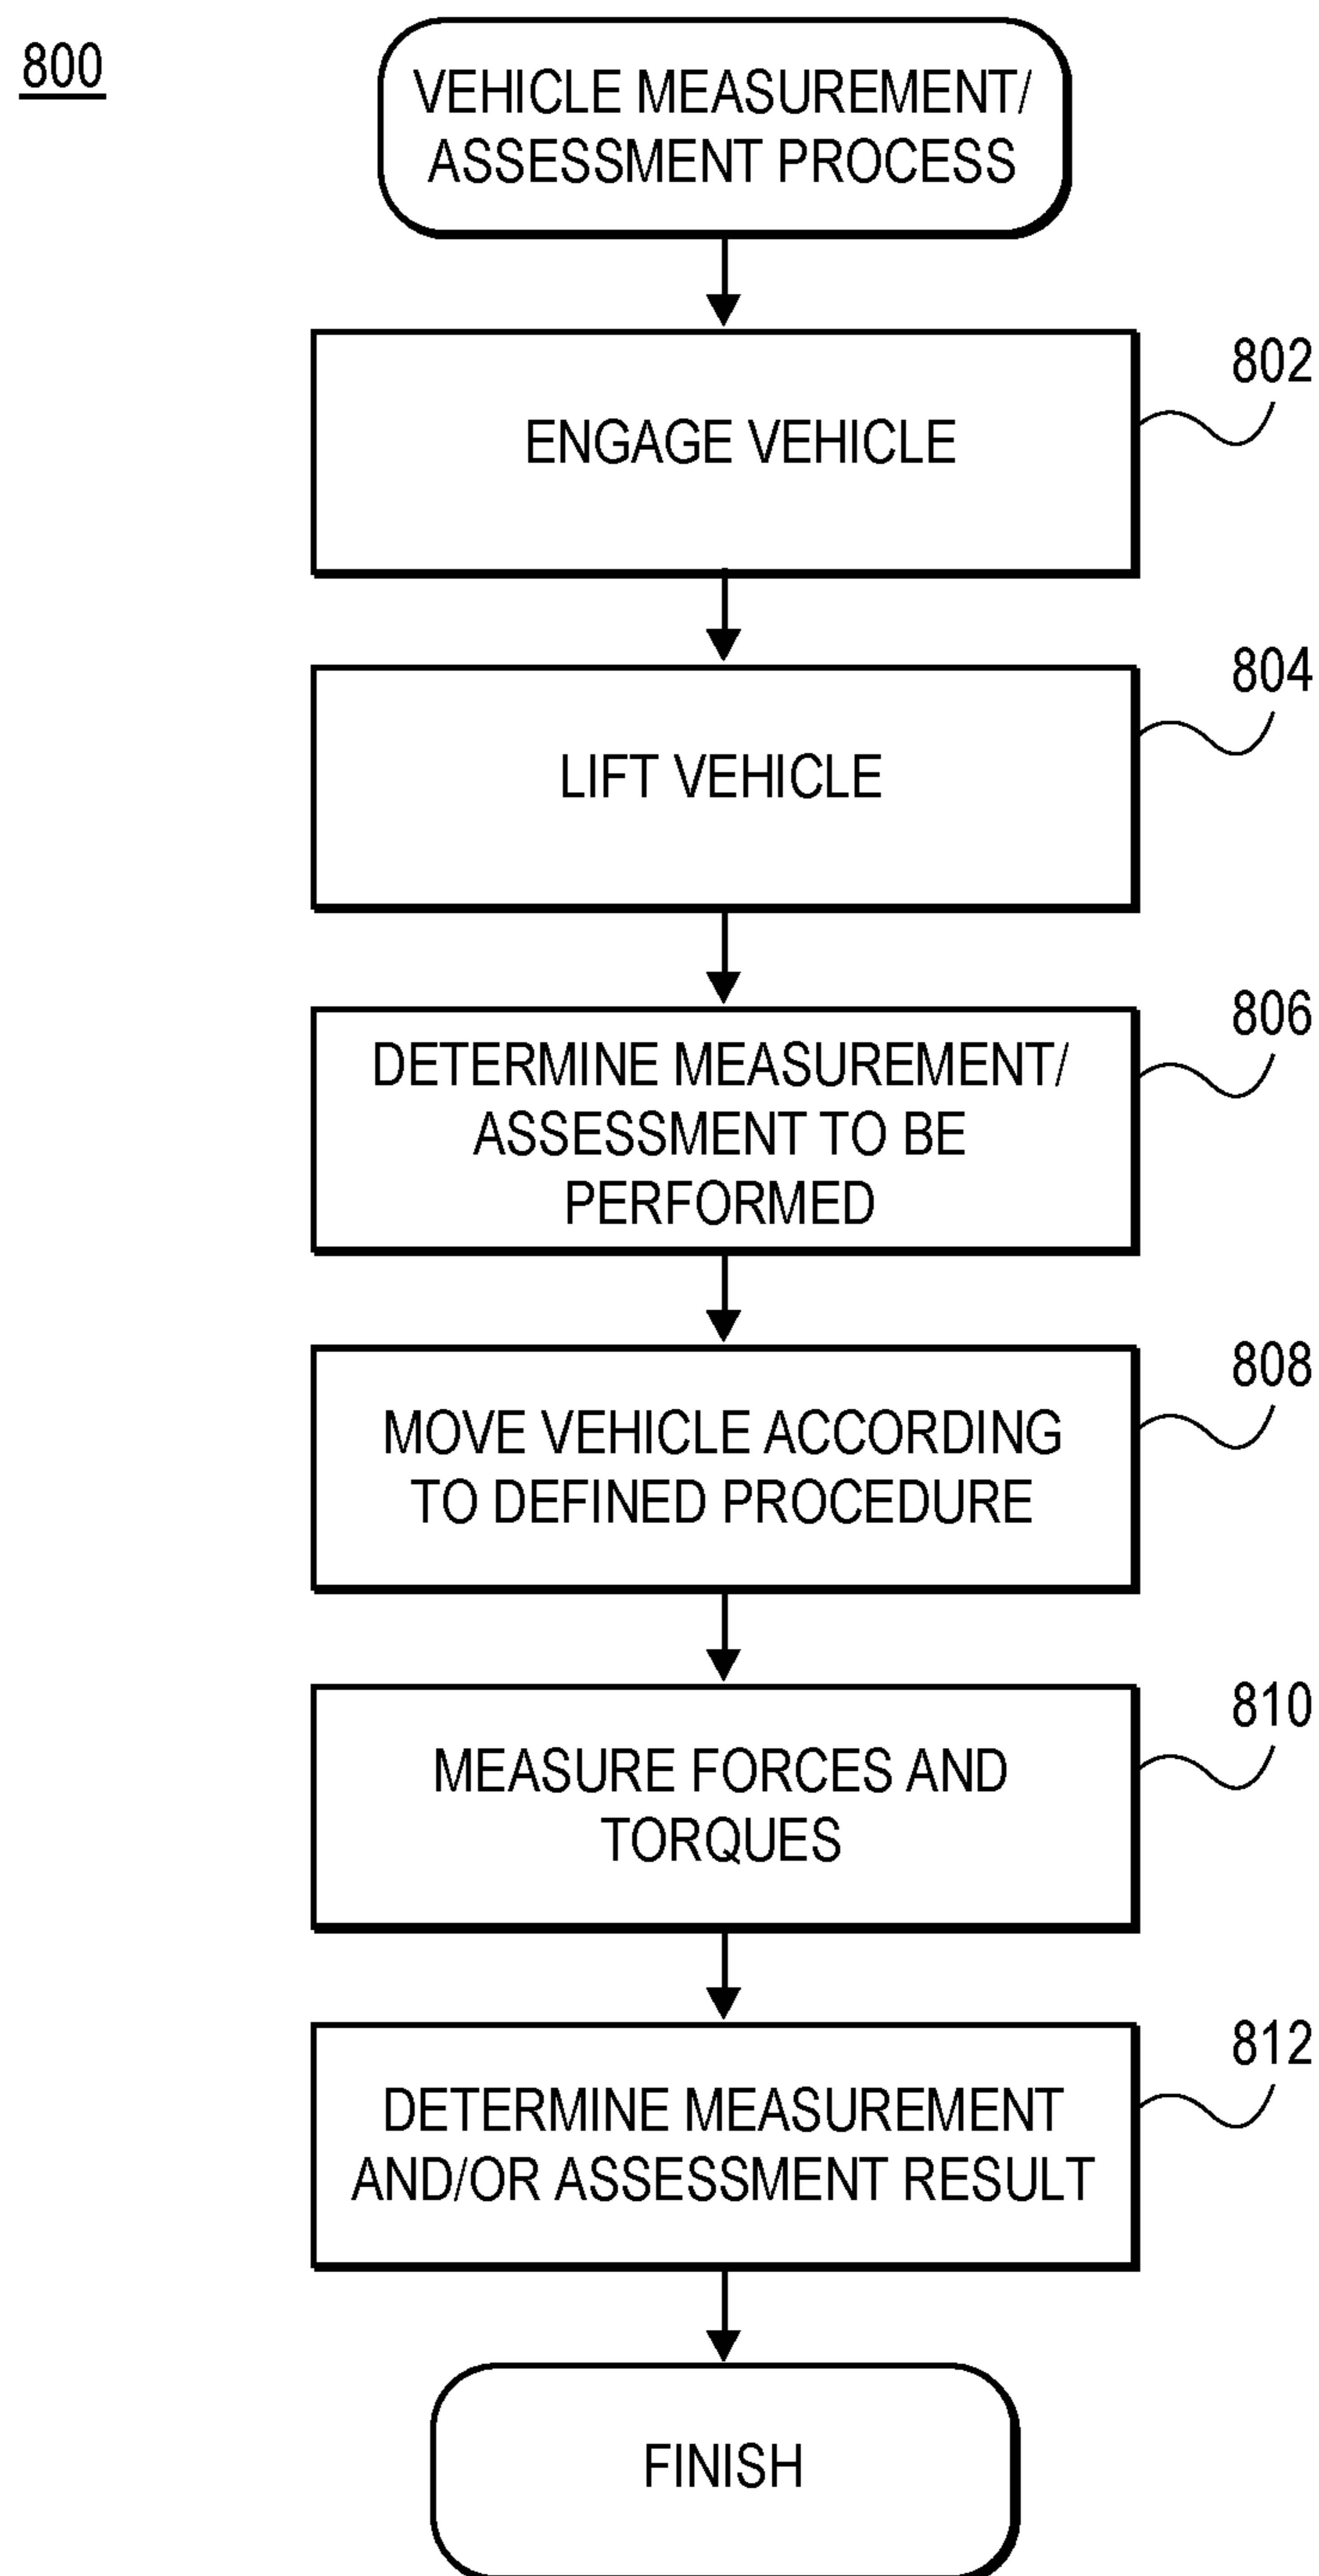 800
VEHICLE MEASUREMENT/
ASSESSMENT PROCESS
802
ENGAGE VEHICLE
804
LIFT VEHICLE
806
DETERMINE MEASUREMENT/
ASSESSMENT TO BE
PERFORMED
808
MOVE VEHICLE ACCORDING
TO DEFINED PROCEDURE
810
MEASURE FORCES AND
TORQUES
812
DETERMINE MEASUREMENT
AND/OR ASSESSMENT RESULT
FINISH